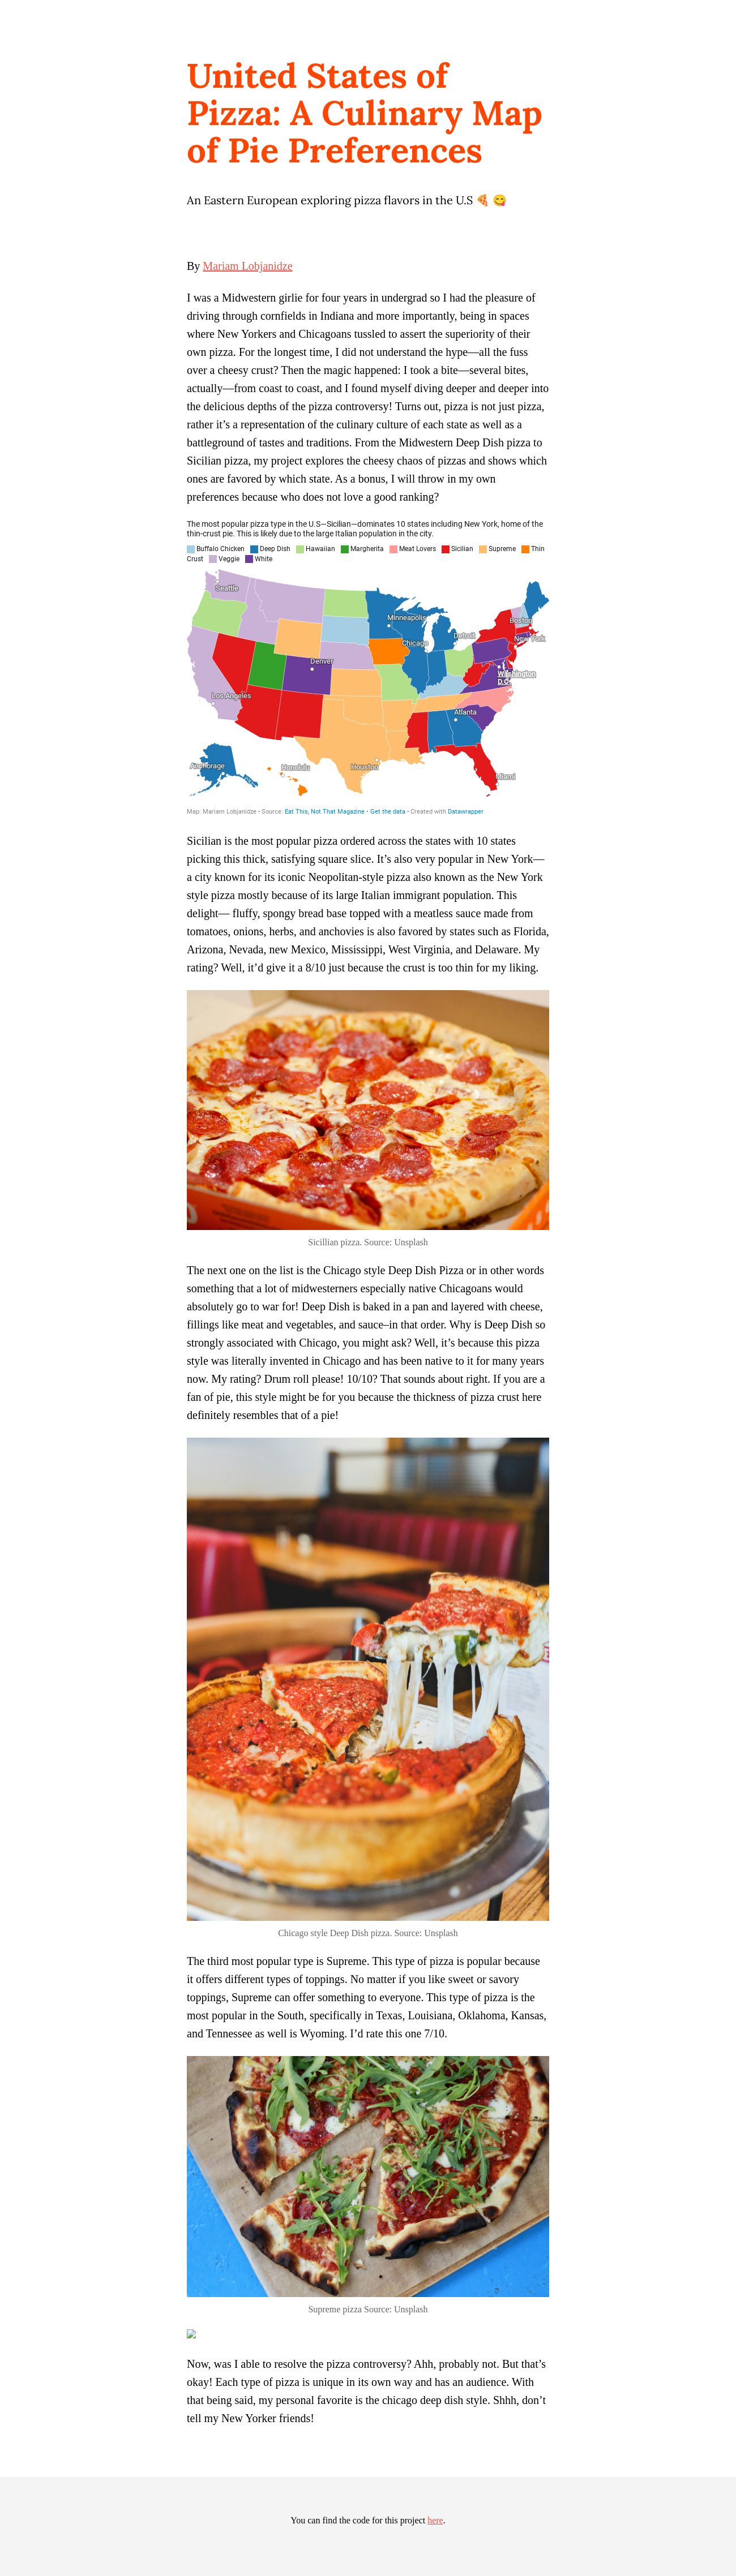 United States of
Pizza: A Culinary Map
of Pie Preferences
An Eastern European exploring pizza flavors in the U.S 🍕 😋
By Mariam Lobjanidze
I was a Midwestern girlie for four years in undergrad so I had the pleasure of
driving through cornfields in Indiana and more importantly, being in spaces
where New Yorkers and Chicagoans tussled to assert the superiority of their
own pizza. For the longest time, I did not understand the hype—all the fuss
over a cheesy crust? Then the magic happened: I took a bite—several bites,
actually—from coast to coast, and I found myself diving deeper and deeper into
the delicious depths of the pizza controversy! Turns out, pizza is not just pizza,
rather it’s a representation of the culinary culture of each state as well as a
battleground of tastes and traditions. From the Midwestern Deep Dish pizza to
Sicilian pizza, my project explores the cheesy chaos of pizzas and shows which
ones are favored by which state. As a bonus, I will throw in my own
preferences because who does not love a good ranking?
The most popular pizza type in the U.S—Sicilian—dominates 10 states including New York, home of the
thin-crust pie. This is likely due to the large Italian population in the city.
Buffalo Chicken Deep Dish Hawaiian Margherita Meat Lovers Sicilian Supreme Thin
Crust Veggie White
Seattle
Minneapolis
Boston
Detroit
New York
Chicago
Denver
Washington
D.C.
Los Angeles
Atlanta
Anchorage
Honolulu
Houston
Miami
Map: Mariam Lobjanidze • Source: Eat This, Not That Magazine • Get the data • Created with Datawrapper
Sicilian is the most popular pizza ordered across the states with 10 states
picking this thick, satisfying square slice. It’s also very popular in New York—
a city known for its iconic Neopolitan-style pizza also known as the New York
style pizza mostly because of its large Italian immigrant population. This
delight— fluffy, spongy bread base topped with a meatless sauce made from
tomatoes, onions, herbs, and anchovies is also favored by states such as Florida,
Arizona, Nevada, new Mexico, Mississippi, West Virginia, and Delaware. My
rating? Well, it’d give it a 8/10 just because the crust is too thin for my liking.
Sicillian pizza. Source: Unsplash
The next one on the list is the Chicago style Deep Dish Pizza or in other words
something that a lot of midwesterners especially native Chicagoans would
absolutely go to war for! Deep Dish is baked in a pan and layered with cheese,
fillings like meat and vegetables, and sauce–in that order. Why is Deep Dish so
strongly associated with Chicago, you might ask? Well, it’s because this pizza
style was literally invented in Chicago and has been native to it for many years
now. My rating? Drum roll please! 10/10? That sounds about right. If you are a
fan of pie, this style might be for you because the thickness of pizza crust here
definitely resembles that of a pie!
Chicago style Deep Dish pizza. Source: Unsplash
The third most popular type is Supreme. This type of pizza is popular because
it offers different types of toppings. No matter if you like sweet or savory
toppings, Supreme can offer something to everyone. This type of pizza is the
most popular in the South, specifically in Texas, Louisiana, Oklahoma, Kansas,
and Tennessee as well is Wyoming. I’d rate this one 7/10.
Supreme pizza Source: Unsplash
Now, was I able to resolve the pizza controversy? Ahh, probably not. But that’s
okay! Each type of pizza is unique in its own way and has an audience. With
that being said, my personal favorite is the chicago deep dish style. Shhh, don’t
tell my New Yorker friends!
You can find the code for this project here.